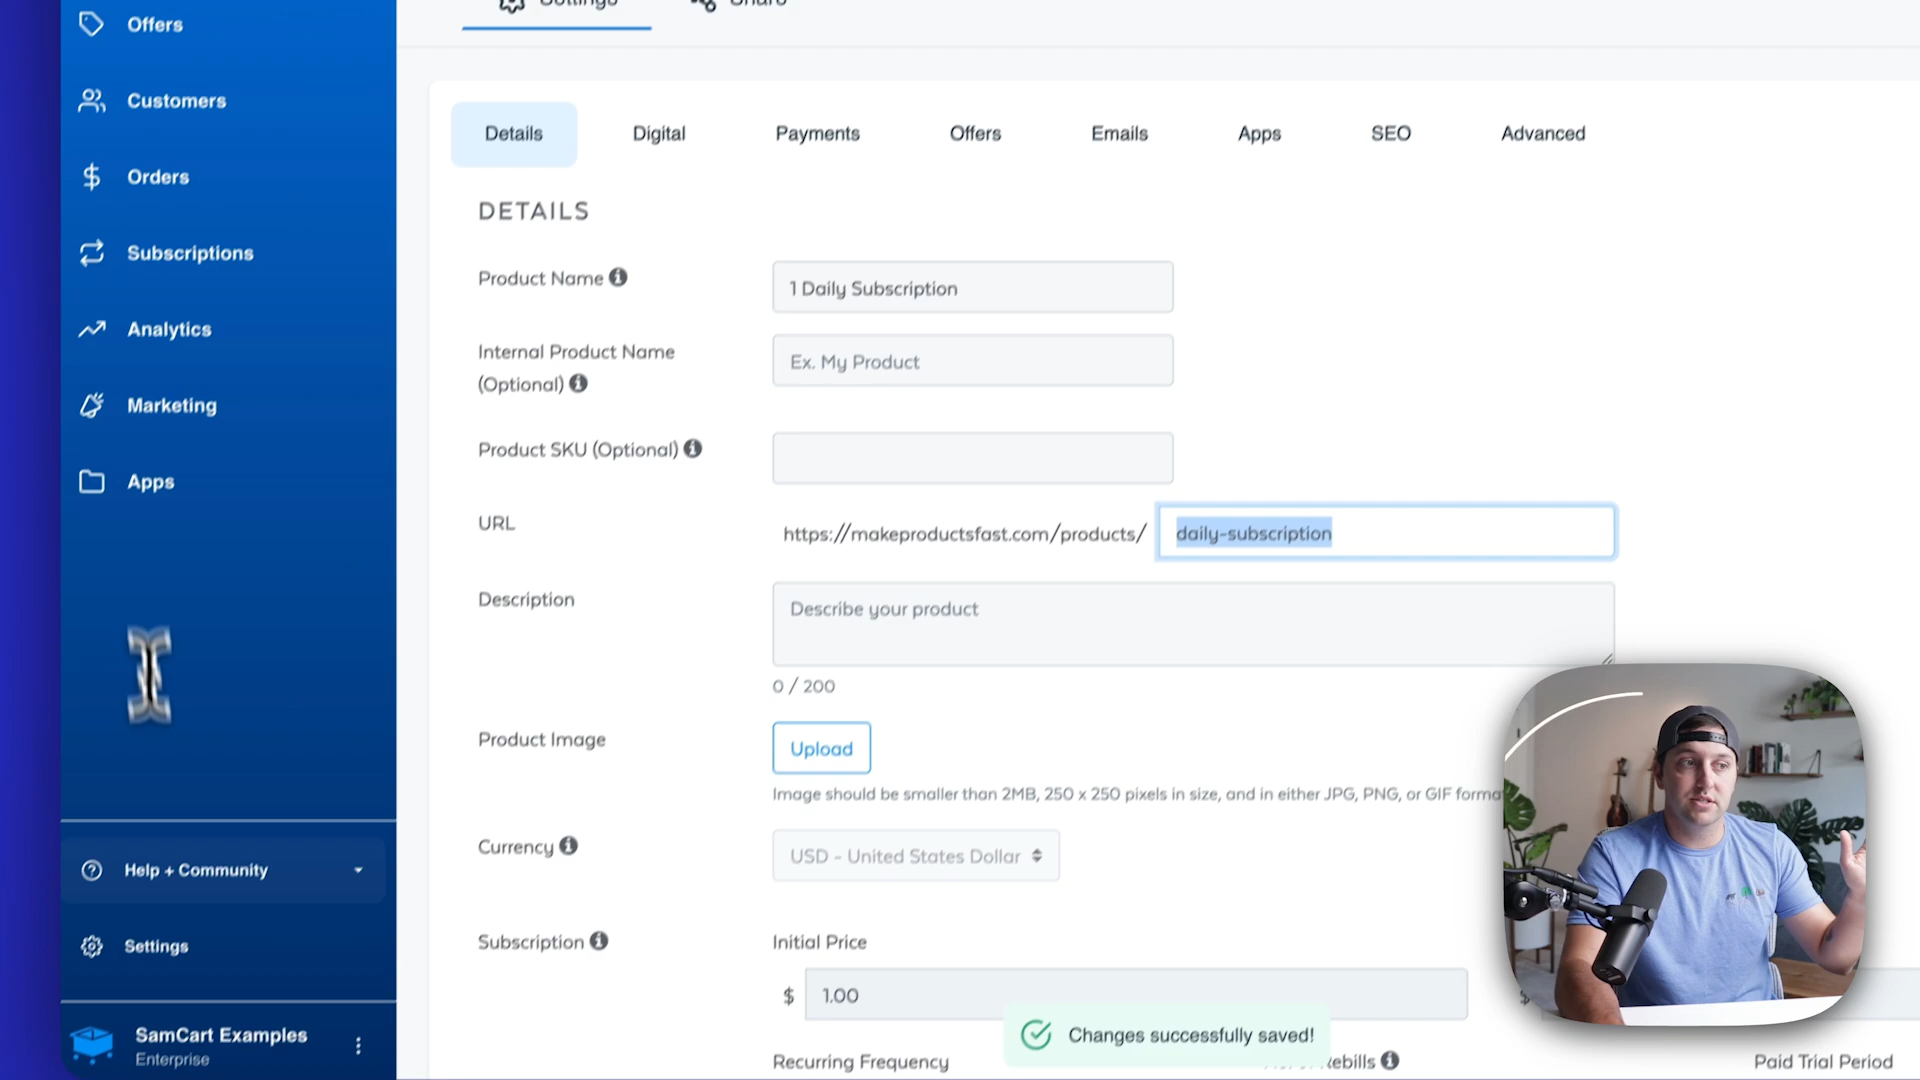 Offers
Customers
Orders
Subscriptions
Analytics
Marketing
Apps
Help + Community
Settings
SamCart Examples
Enterprise
Settings
Share
Details
Digital
Payments
Offers
Emails
Apps
SEO
Advanced
DETAILS
Product Name
1 Daily Subscription
Internal Product Name
(Optional)
Ex. My Product
Product SKU (Optional)
URL
https://makeproductsfast.com/products/
daily-subscription
Description
Describe your product
0 / 200
Product Image
Upload
Image should be smaller than 2MB, 250 x 250 pixels in size, and in either JPG, PNG, or GIF forma
Currency
USD - United States Dollar
Subscription
Initial Price
$ 1.00
$
Changes successfully saved!
Recurring Frequency
Rebills
Paid Trial Period